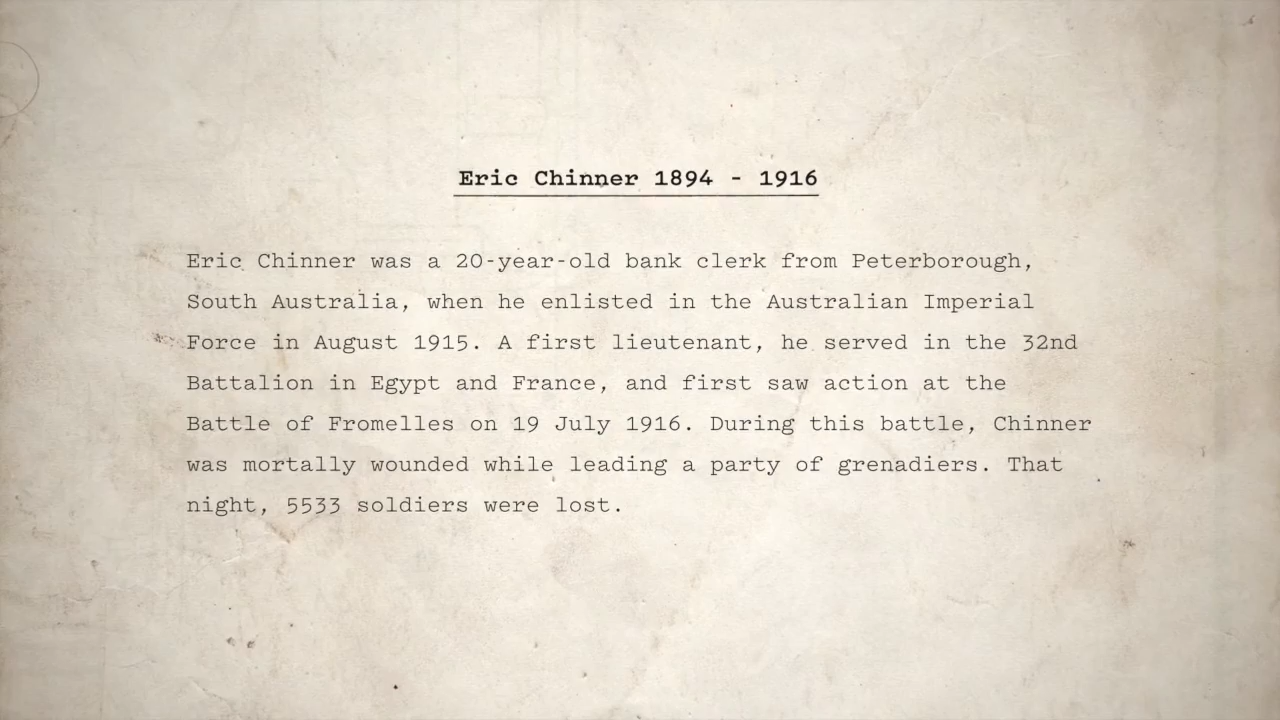 Eric Chinner 1894 - 1916
Eric Chinner was a 20-year-old bank clerk from Peterborough,
South Australia, when he enlisted in the Australian Imperial
Force in August 1915. A first lieutenant, he served in the 32nd
Battalion in Egypt and France, and first saw action at the
Battle of Fromelles on 19 July 1916. During this battle, Chinner
was mortally wounded while leading a party of grenadiers. That
night, 5533 soldiers were lost.